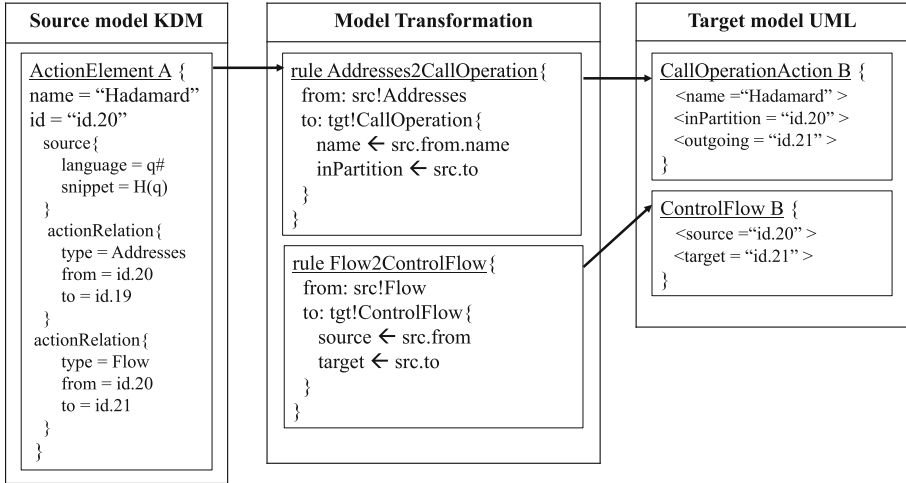 Source model KDM
ActionElement A {
name = “Hadamard”
id = “id.20”
source{
language = q#
snippet = H(q)
}
actionRelation{
type = Addresses
from = id.20
to = id.19
}
actionRelation{
type = Flow
from = id.20
to = id.21
}
}
Model Transformation
rule Addresses2CallOperation{
from: src!Addresses
to: tgt!CallOperation{
name ← src.from.name
inPartition ← src.to
}
}
rule Flow2ControlFlow{
from: src!Flow
to: tgt!ControlFlow{
source ← src.from
target ← src.to
}
}
Target model UML
CallOperationAction B {
<name =“Hadamard” >
<inPartition = “id.20” >
<outgoing = “id.21” >
}
ControlFlow B {
<source =“id.20” >
<target = “id.21” >
}